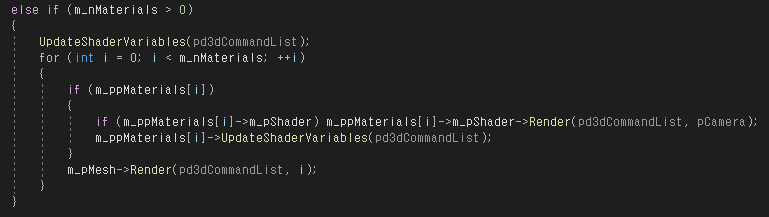 else if (m_nMaterials > 0)
{
    UpdateShaderVariables(pd3dCommandList);
    for (int i = 0; i < m_nMaterials; ++i)
    {
        if (m_ppMaterials[i])
        {
            if (m_ppMaterials[i]->m_pShader) m_ppMaterials[i]->m_pShader->Render(pd3dCommandList, pCamera);
            m_ppMaterials[i]->UpdateShaderVariables(pd3dCommandList);
        }
        m_pMesh->Render(pd3dCommandList, i);
    }
}